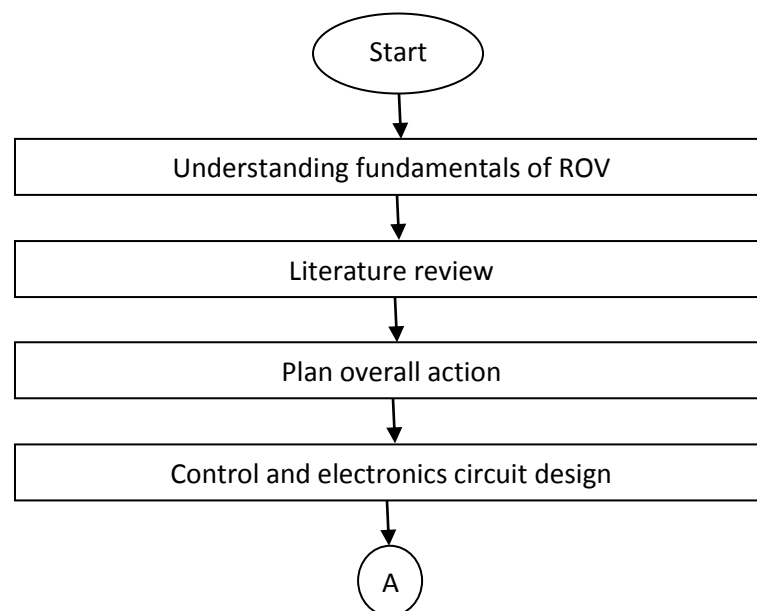 Start
Understanding fundamentals of ROV
Literature review
Plan overall action
Control and electronics circuit design
A